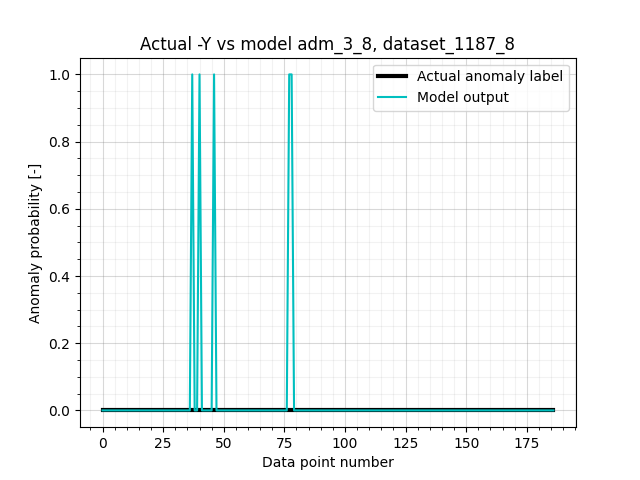 Actual -Y vs model adm_3_8, dataset_1187_8
Actual anomaly label
Model output
Anomaly probability [-]
1.0
0.8
0.6
0.4
0.2
0.0
0 25 50 75 100 125 150 175
Data point number